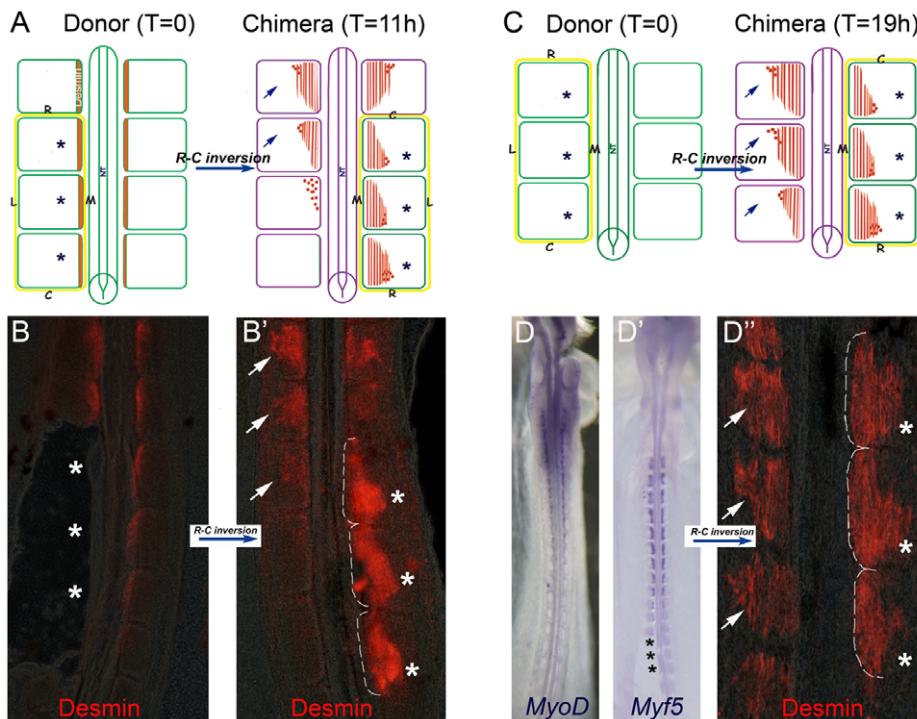 A Donor (T=0) Chimera (T=11h)
Desmin
R
C
NT
R-C inversion
* * *
L M M L
C R
C Donor (T=0) Chimera (T=19h)
R C
NT NT
L M M L
R-C inversion
* * *
C R
B B' D D' D''
* * *
R-C inversion
R-C inversion
Desmin Desmin MyoD Myf5 Desmin